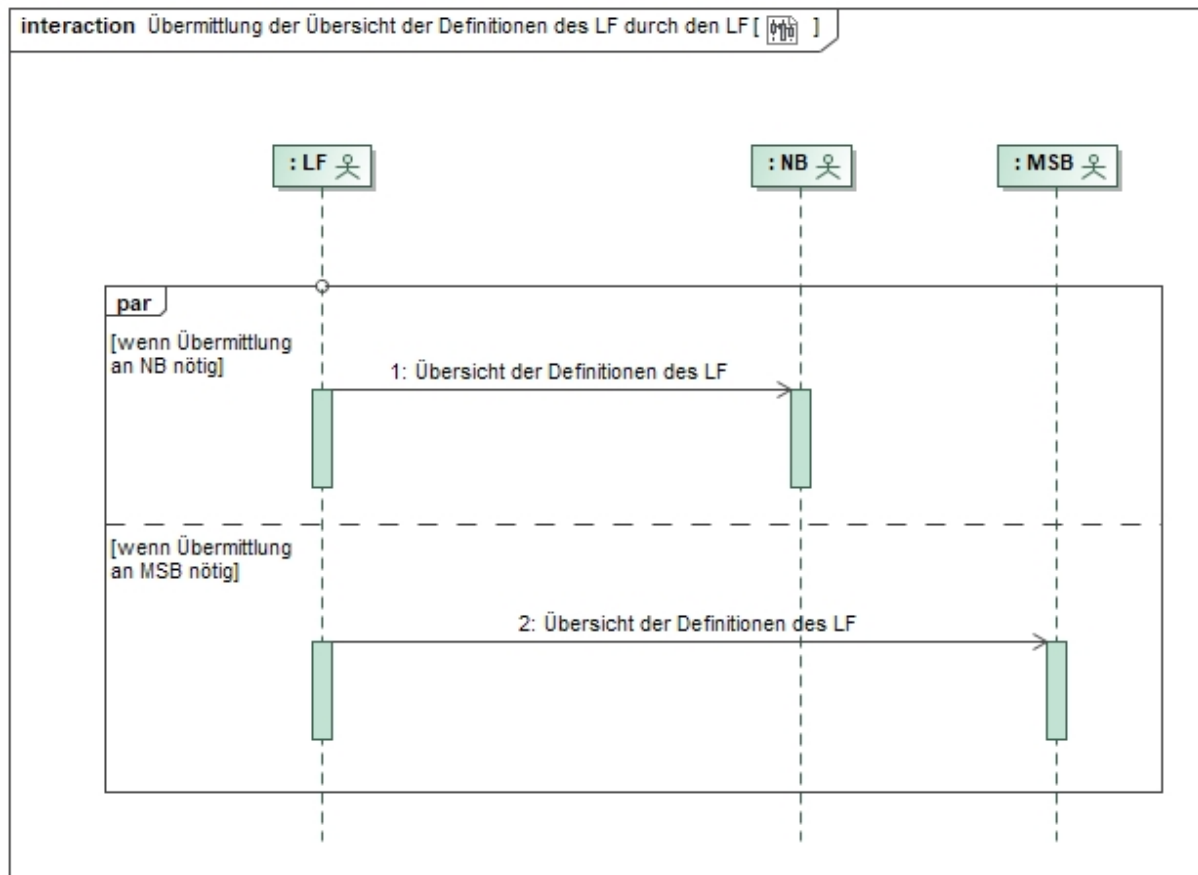 interaction Übermittlung der Übersicht der Definitionen des LF durch den LF [ ]
: LF
: NB
: MSB
par
[wenn Übermittlung
an NB nötig]
1: Übersicht der Definitionen des LF
[wenn Übermittlung
an MSB nötig]
2: Übersicht der Definitionen des LF